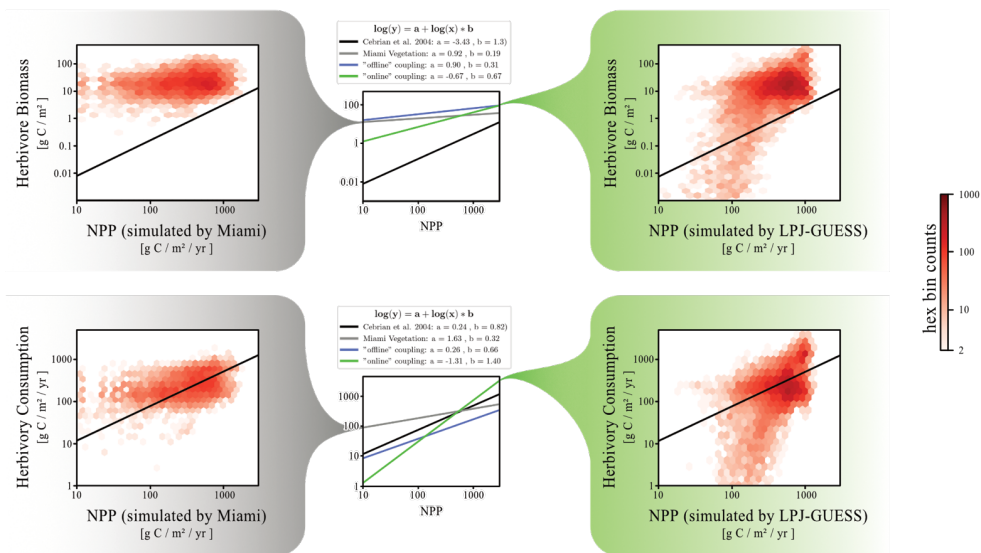 log(y) = a + log(x) * b
Cebrian et al. 2004: a = -3.43 , b = 1.3)
Miami Vegetation: a = 0.92 , b = 0.19
"offline" coupling: a = 0.90 , b = 0.31
"online" coupling: a = -0.67 , b = 0.67
Herbivore Biomass
[g C / m² ]
100
10
1
0.1
0.01
10
100
1000
NPP (simulated by Miami)
[g C / m² / yr ]
100
1
0.01
10
100
1000
NPP
Herbivore Biomass
[g C / m² ]
100
10
1
0.1
0.01
10
100
1000
NPP (simulated by LPJ-GUESS)
[g C / m² / yr ]
hex bin counts
1000
100
10
2
log(y) = a + log(x) * b
Cebrian et al. 2004: a = 0.24 , b = 0.82)
Miami Vegetation: a = 1.63 , b = 0.32
"offline" coupling: a = 0.26 , b = 0.66
"online" coupling: a = -1.31 , b = 1.40
Herbivory Consumption
[g C / m² / yr ]
1000
100
10
1
10
100
1000
NPP (simulated by Miami)
[g C / m² / yr ]
1000
100
10
1
10
100
1000
NPP
Herbivory Consumption
[g C / m² / yr ]
1000
100
10
1
10
100
1000
NPP (simulated by LPJ-GUESS)
[g C / m² / yr ]